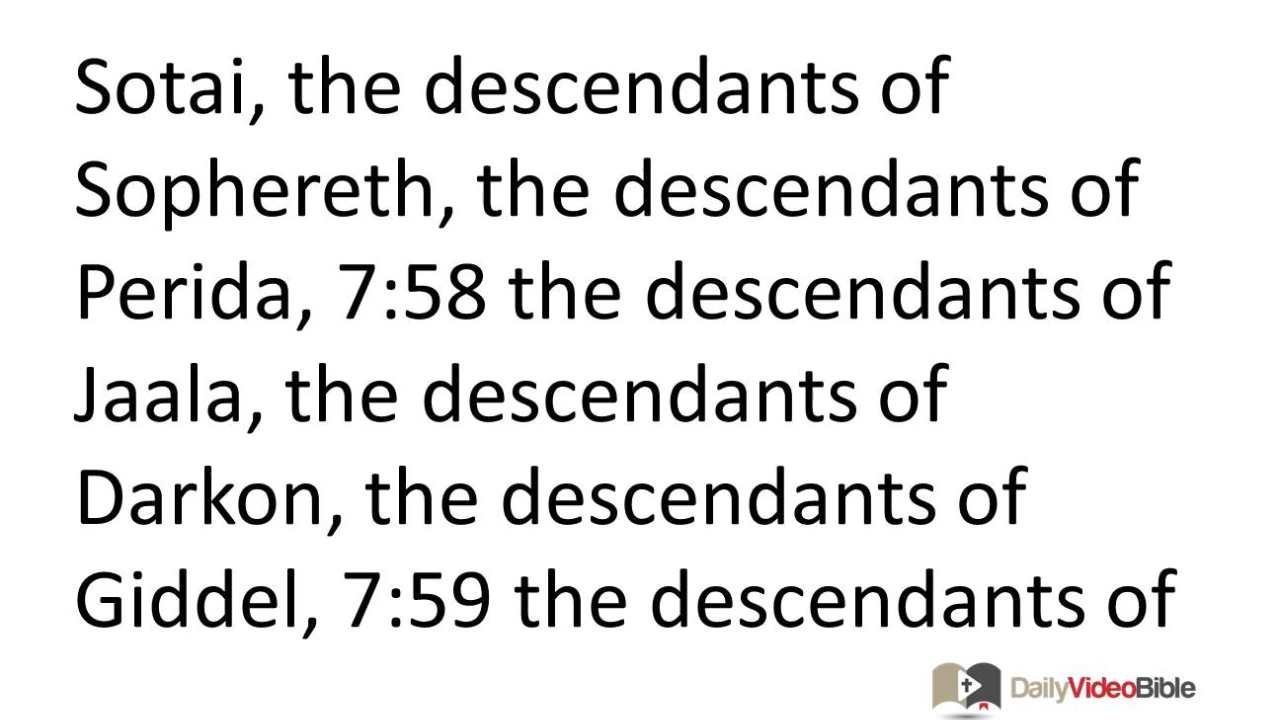 Sotai, the descendants of
Sophereth, the descendants of
Perida, 7:58 the descendants of
Jaala, the descendants of
Darkon, the descendants of
Giddel, 7:59 the descendants of
DailyVideoBible